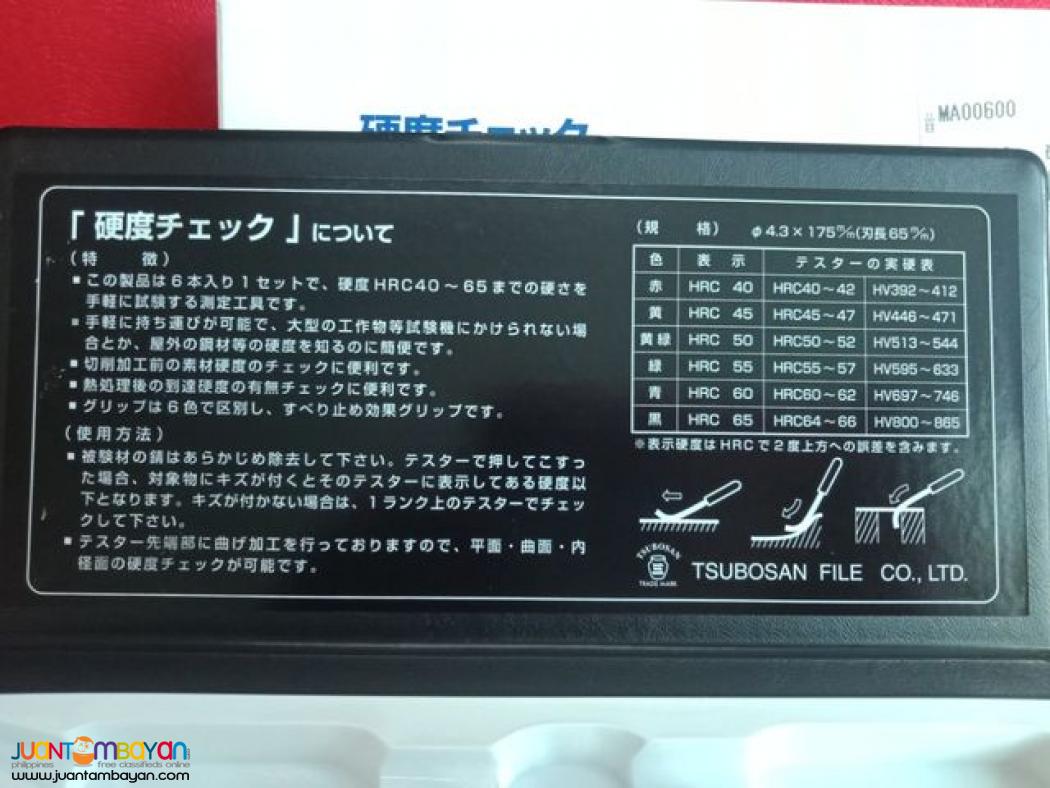 硬度チェック
MA00600
「硬度チェック」について
(特　徴)
■この製品は6本入り1セットで、硬度HRC40～65までの硬さを
手軽に試験する測定工具です。
■手軽に持ち運びが可能で、大型の工作物等試験機にかけられない場
合とか、屋外の鋼材等の硬度を知るのに簡便です。
■切削加工前の素材硬度のチェックに便利です。
■熱処理後の到達硬度の有無チェックに便利です。
■グリップは6色で区別し、すべり止め効果グリップです。
(使用方法)
■被験材の錆はあらかじめ除去して下さい。テスターで押してこすっ
た場合、対象物にキズが付くとそのテスターに表示してある硬度以
下となります。キズが付かない場合は、1ランク上のテスターでチェッ
クして下さい。
■テスター先端部に曲げ加工を行っておりますので、平面・曲面・内
径面の硬度チェックが可能です。
(規　格)　φ4.3×175㎜(刃長65㎜)
色 表示 テスターの実硬表
赤 HRC 40 HRC40～42 HV392～412
黄 HRC 45 HRC45～47 HV446～471
黄緑 HRC 50 HRC50～52 HV513～544
緑 HRC 55 HRC55～57 HV595～633
青 HRC 60 HRC60～62 HV697～746
黒 HRC 65 HRC64～66 HV800～865
※表示硬度はHRCで2度上方への誤差を含みます。
TSUBOSAN
TRADE MARK
TSUBOSAN FILE CO., LTD.
JUANTAMBAYAN
philippines free classifieds online
www.juantambayan.com